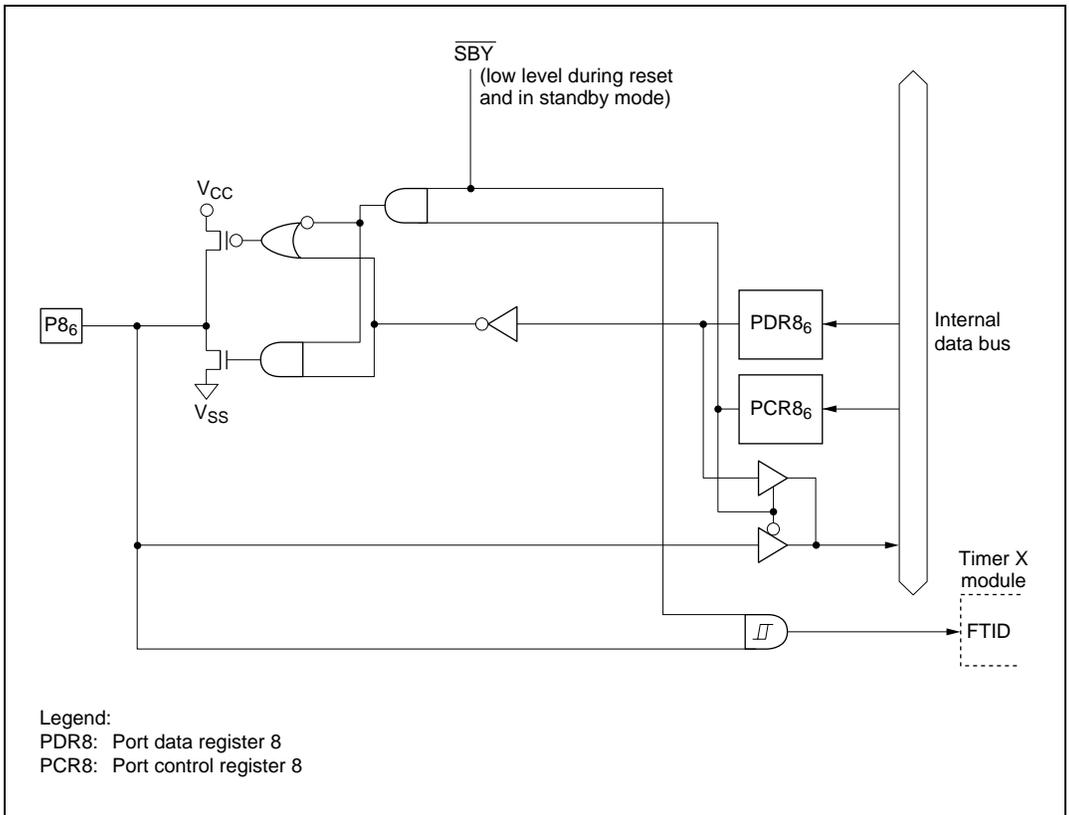 SBY
(low level during reset
and in standby mode)
VCC
P86
VSS
PDR86
PCR86
Internal
data bus
Timer X
module
FTID
Legend:
PDR8: Port data register 8
PCR8: Port control register 8